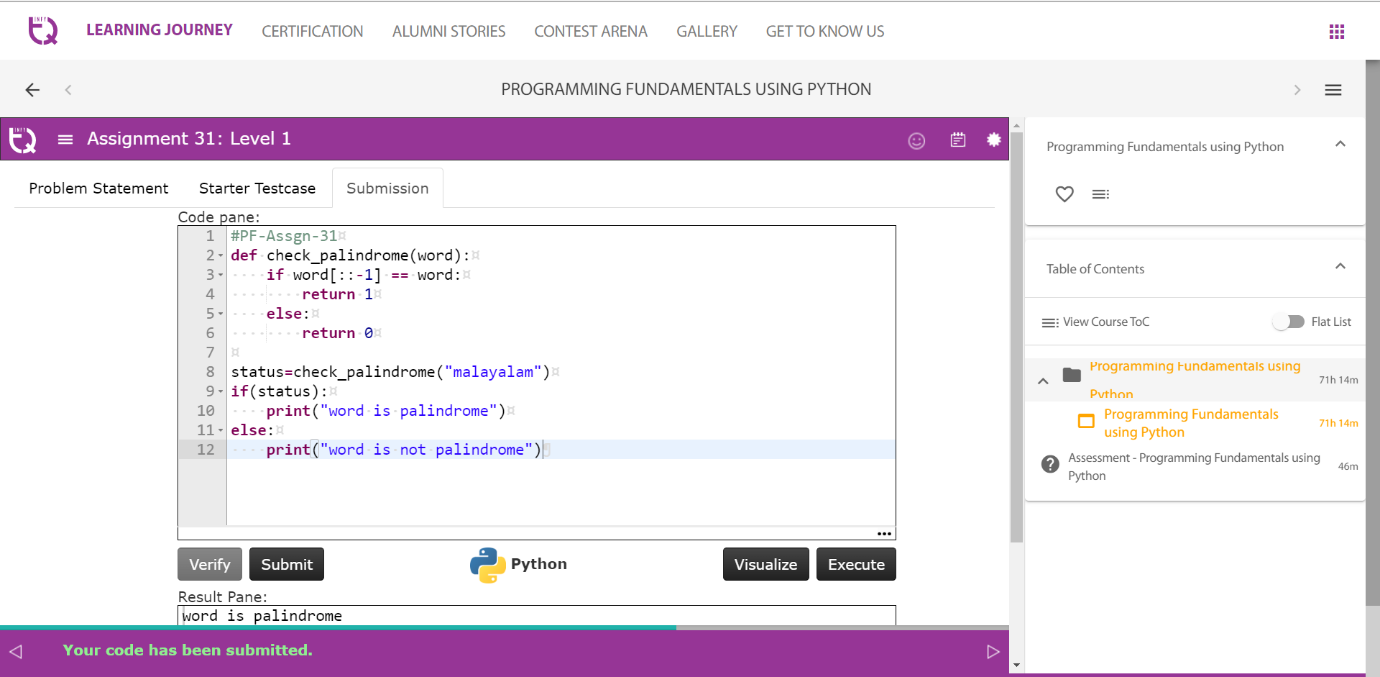 LEARNING JOURNEY CERTIFICATION ALUMNI STORIES CONTEST ARENA GALLERY GET TO KNOW US
PROGRAMMING FUNDAMENTALS USING PYTHON
Assignment 31: Level 1
Problem Statement Starter Testcase Submission
Code pane:
1 #PF-Assgn-31
2 def check_palindrome(word):
3     if word[::-1] == word:
4         return 1
5     else:
6         return 0
7
8 status=check_palindrome("malayalam")
9 if(status):
10     print("word is palindrome")
11 else:
12     print("word is not palindrome")
Verify Submit Python Visualize Execute
Result Pane:
word is palindrome
Your code has been submitted.
Programming Fundamentals using Python
Table of Contents
View Course ToC Flat List
Programming Fundamentals using
Python
71h 14m
Programming Fundamentals
using Python
71h 14m
Assessment - Programming Fundamentals using
Python
46m